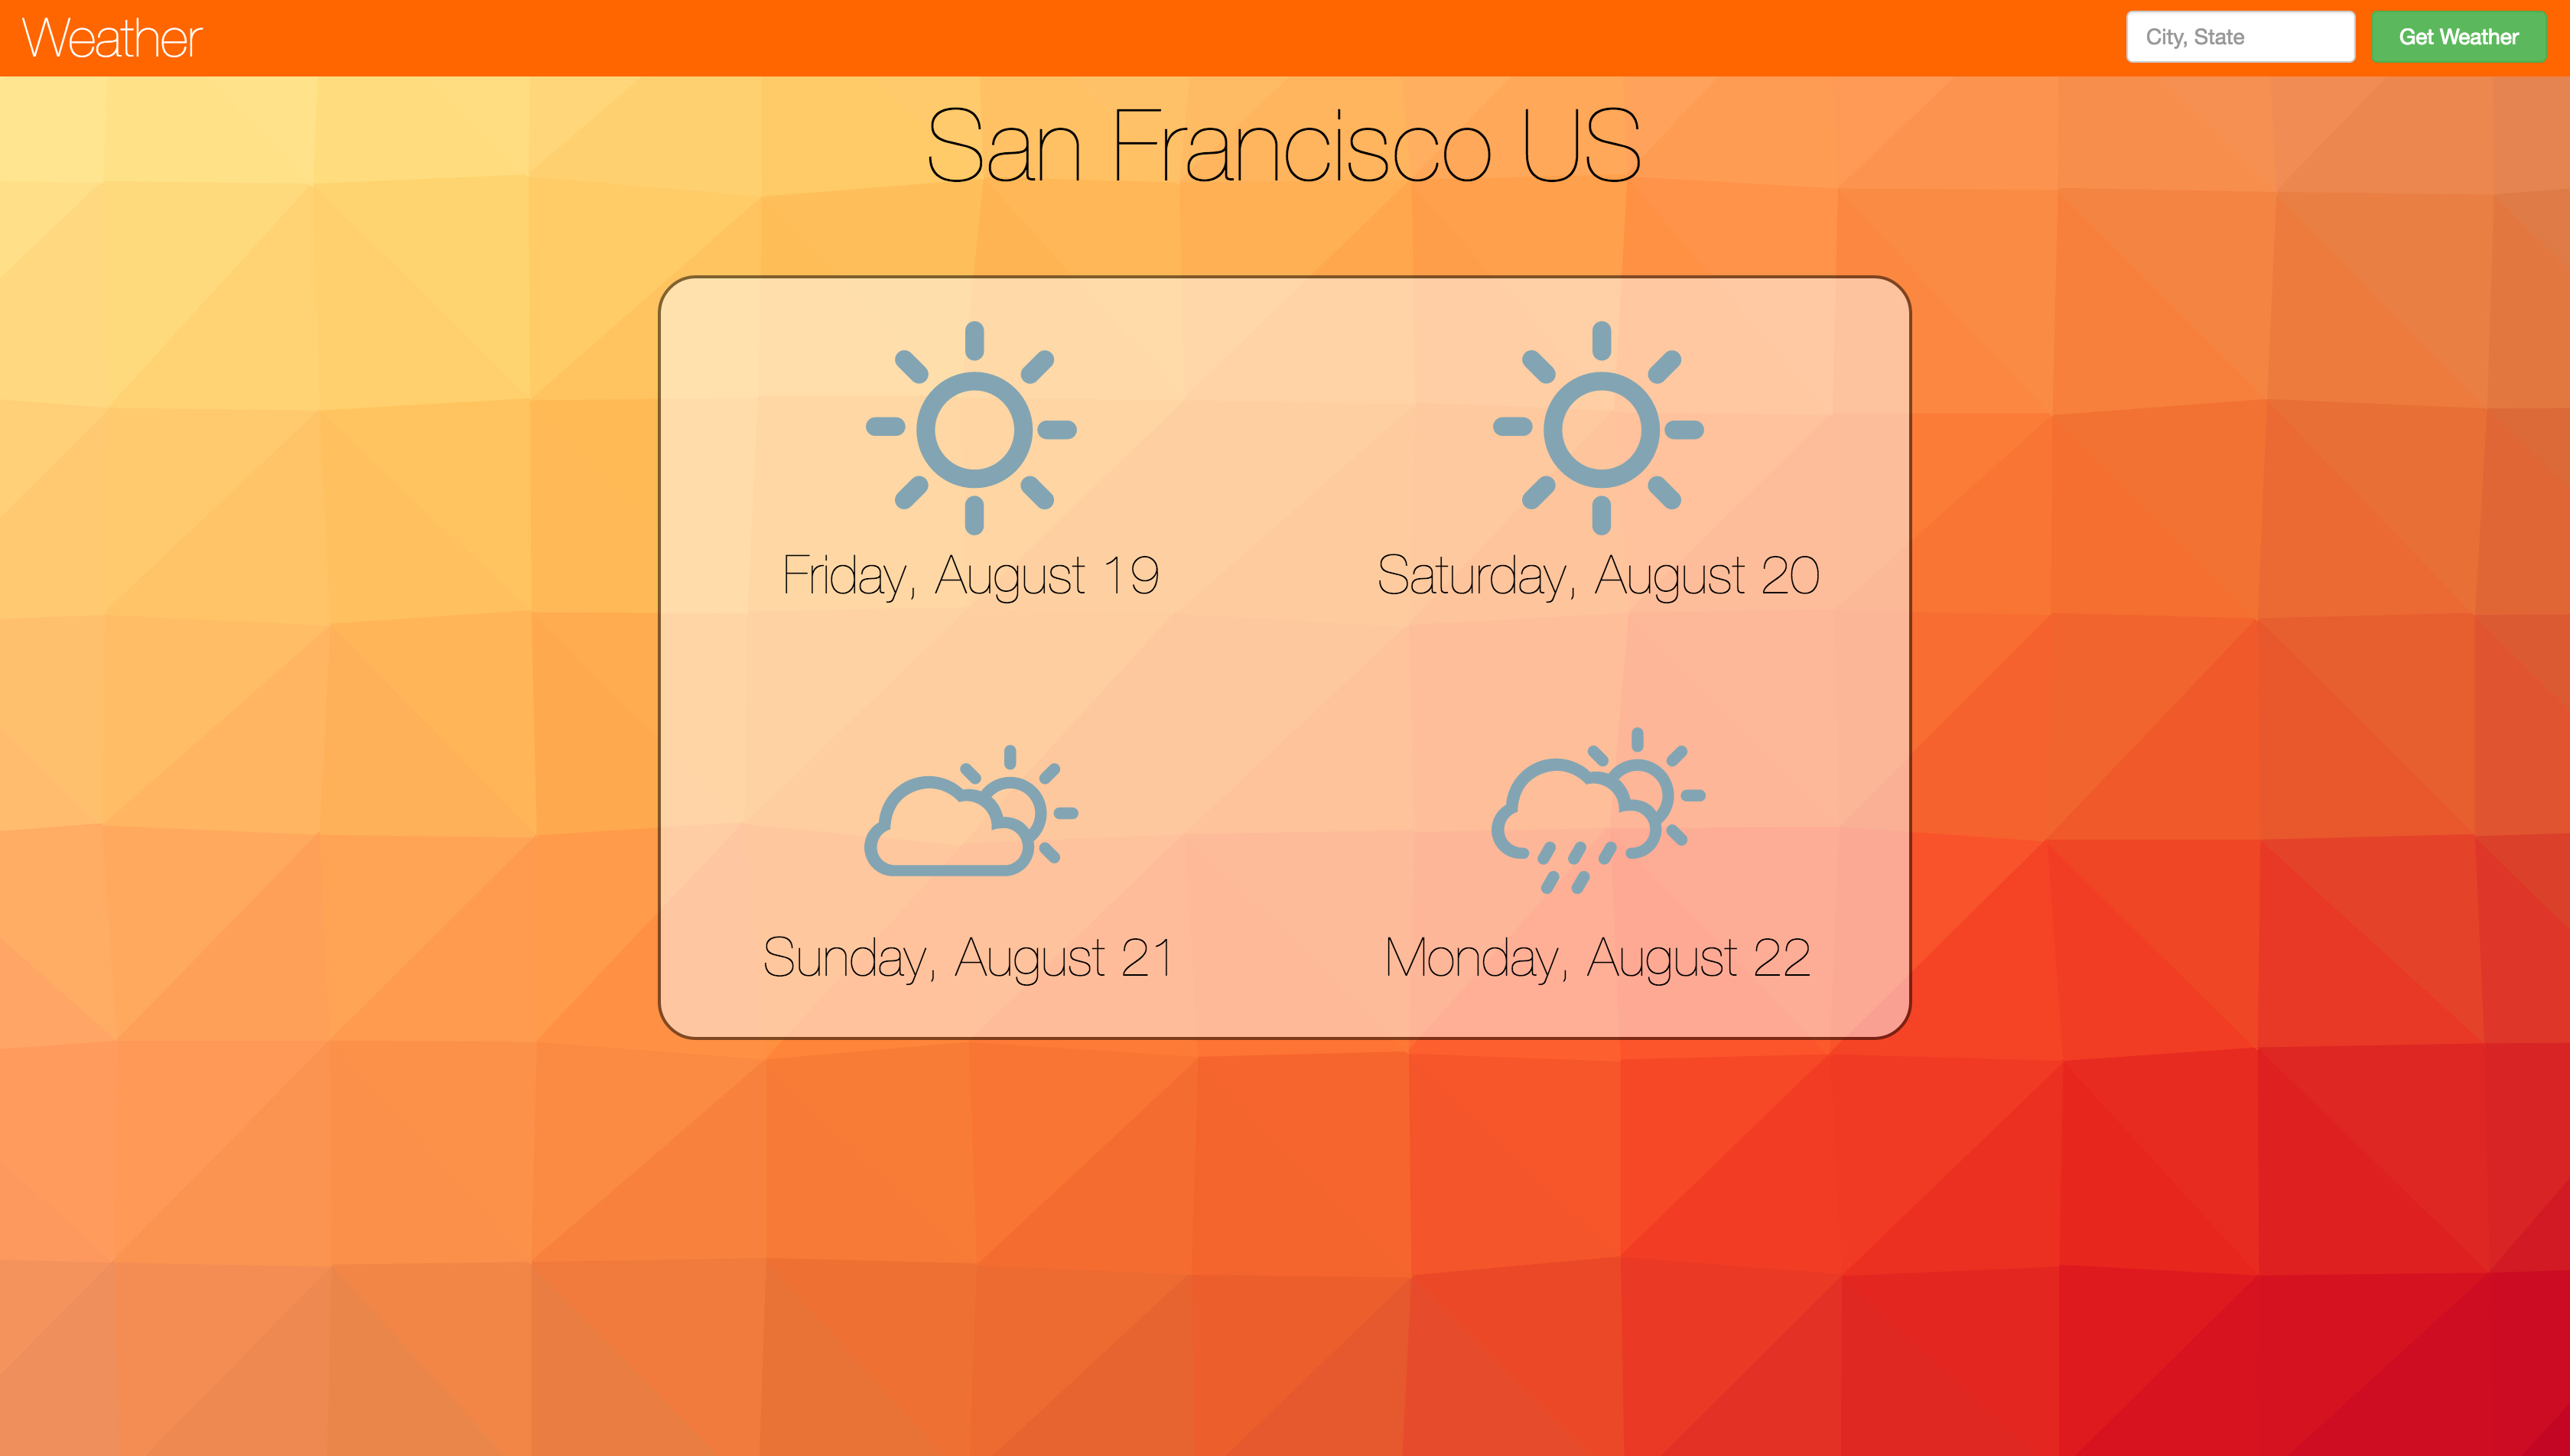 Weather
City, State
Get Weather
San Francisco US
Friday, August 19
Saturday, August 20
Sunday, August 21
Monday, August 22